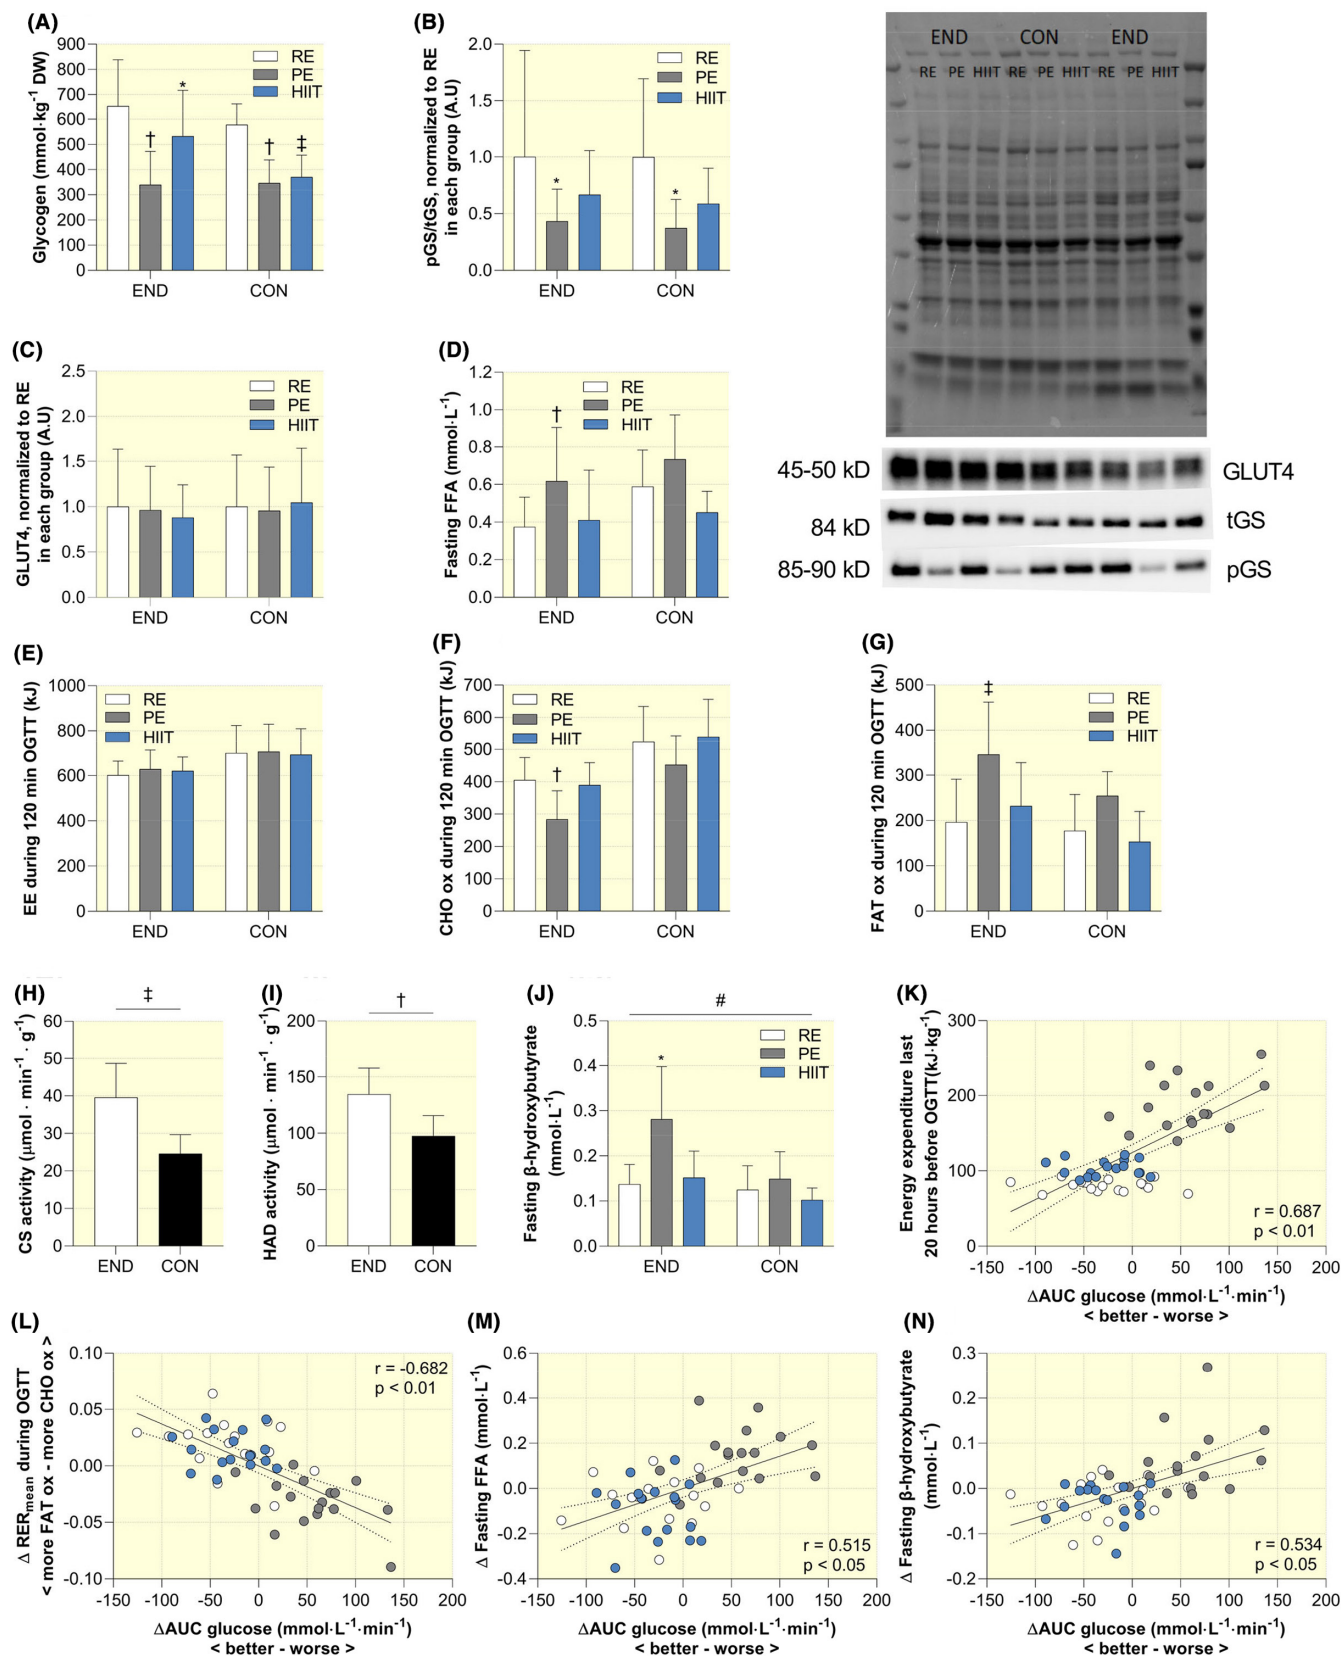 (A)
Glycogen (mmol·kg⁻¹ DW)
900
800
700
600
500
400
300
200
100
0
RE
PE
HIIT
†
*
†
‡
END
CON
(B)
pGS/tGS, normalized to RE
in each group (A.U)
2.0
1.5
1.0
0.5
0.0
RE
PE
HIIT
*
*
END
CON
END
CON
END
RE
PE
HIIT
RE
PE
HIIT
RE
PE
HIIT
(C)
GLUT4, normalized to RE
in each group (A.U)
2.5
2.0
1.5
1.0
0.5
0.0
RE
PE
HIIT
END
CON
(D)
Fasting FFA (mmol·L⁻¹)
1.2
1.0
0.8
0.6
0.4
0.2
0.0
RE
PE
HIIT
†
END
CON
45-50 kD
GLUT4
84 kD
tGS
85-90 kD
pGS
(E)
EE during 120 min OGTT (kJ)
1000
800
600
400
200
0
RE
PE
HIIT
END
CON
(F)
CHO ox during 120 min OGTT (kJ)
700
600
500
400
300
200
100
0
RE
PE
HIIT
†
END
CON
(G)
FAT ox during 120 min OGTT (kJ)
500
400
300
200
100
0
‡
RE
PE
HIIT
END
CON
(H)
CS activity (µmol · min⁻¹ · g⁻¹)
60
50
40
30
20
10
0
‡
END
CON
(I)
HAD activity (µmol · min⁻¹ · g⁻¹)
200
150
100
50
0
†
END
CON
(J)
Fasting β-hydroxybutyrate
(mmol·L⁻¹)
0.5
0.4
0.3
0.2
0.1
0.0
#
RE
PE
HIIT
*
END
CON
(K)
Energy expenditure last
20 hours before OGTT(kJ·kg⁻¹)
300
200
100
0
r = 0.687
p < 0.01
-150
-100
-50
0
50
100
150
200
ΔAUC glucose (mmol·L⁻¹·min⁻¹)
< better - worse >
(L)
Δ RERmean during OGTT
< more FAT ox - more CHO ox >
0.10
0.05
0.00
-0.05
-0.10
r = -0.682
p < 0.01
-150
-100
-50
0
50
100
150
200
ΔAUC glucose (mmol·L⁻¹·min⁻¹)
< better - worse >
(M)
Δ Fasting FFA (mmol·L⁻¹)
0.6
0.4
0.2
0.0
-0.2
-0.4
r = 0.515
p < 0.05
-150
-100
-50
0
50
100
150
200
ΔAUC glucose (mmol·L⁻¹·min⁻¹)
< better - worse >
(N)
Δ Fasting β-hydroxybutyrate
(mmol·L⁻¹)
0.3
0.2
0.1
0.0
-0.1
-0.2
r = 0.534
p < 0.05
-150
-100
-50
0
50
100
150
200
ΔAUC glucose (mmol·L⁻¹·min⁻¹)
< better - worse >